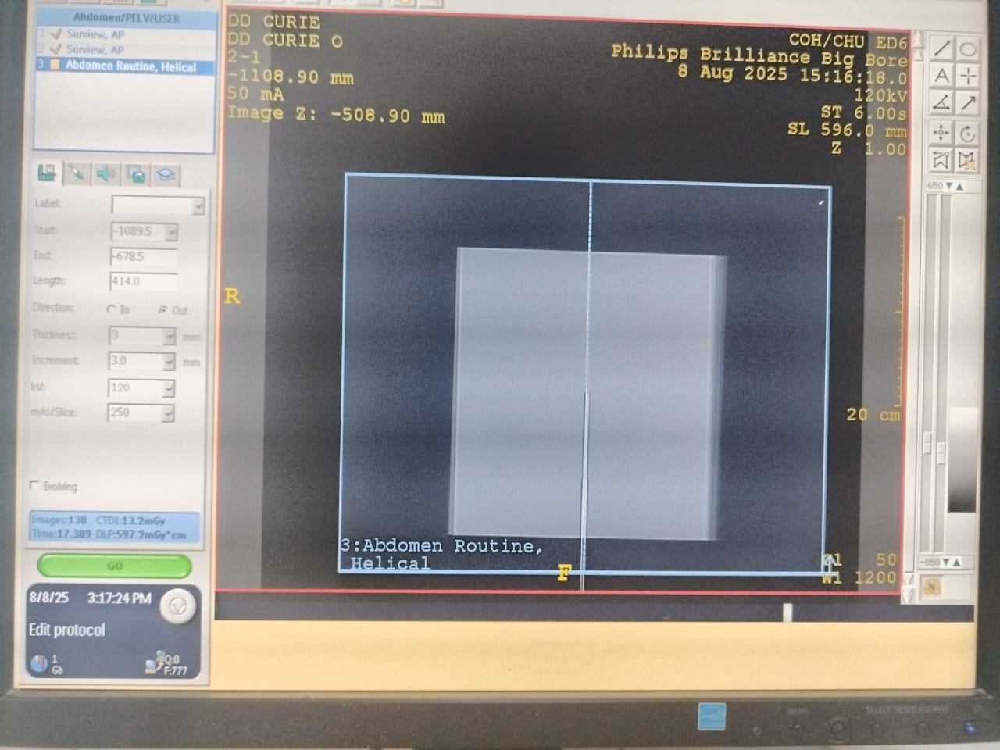 Abdomen/PELV/USER
1 Surview, AP
2 Surview, AP
3 Abdomen Routine, Helical
Label:
Start: -1089.5
End: -678.5
Length: 414.0
Direction: In Out
Thickness: 3 mm
Increment: 3.0 mm
kV: 120
mAs/Slice: 250
Evolving
Images:138 CTDI:13.2mGy
Time:17.389 DLP:597.2mGy*cm
GO
8/8/25 3:17:24 PM
Edit protocol
1 Gb
Q:0
F:777
DD CURIE
DD CURIE O
2-1
-1108.90 mm
50 mA
Image Z: -508.90 mm
COH/CHU ED6
Philips Brilliance Big Bore
8 Aug 2025 15:16:18.0
120kV
ST 6.00s
SL 596.0 mm
Z 1.00
R
20 cm
3:Abdomen Routine,
Helical
F
50
W1 1200
A
650
-550
N